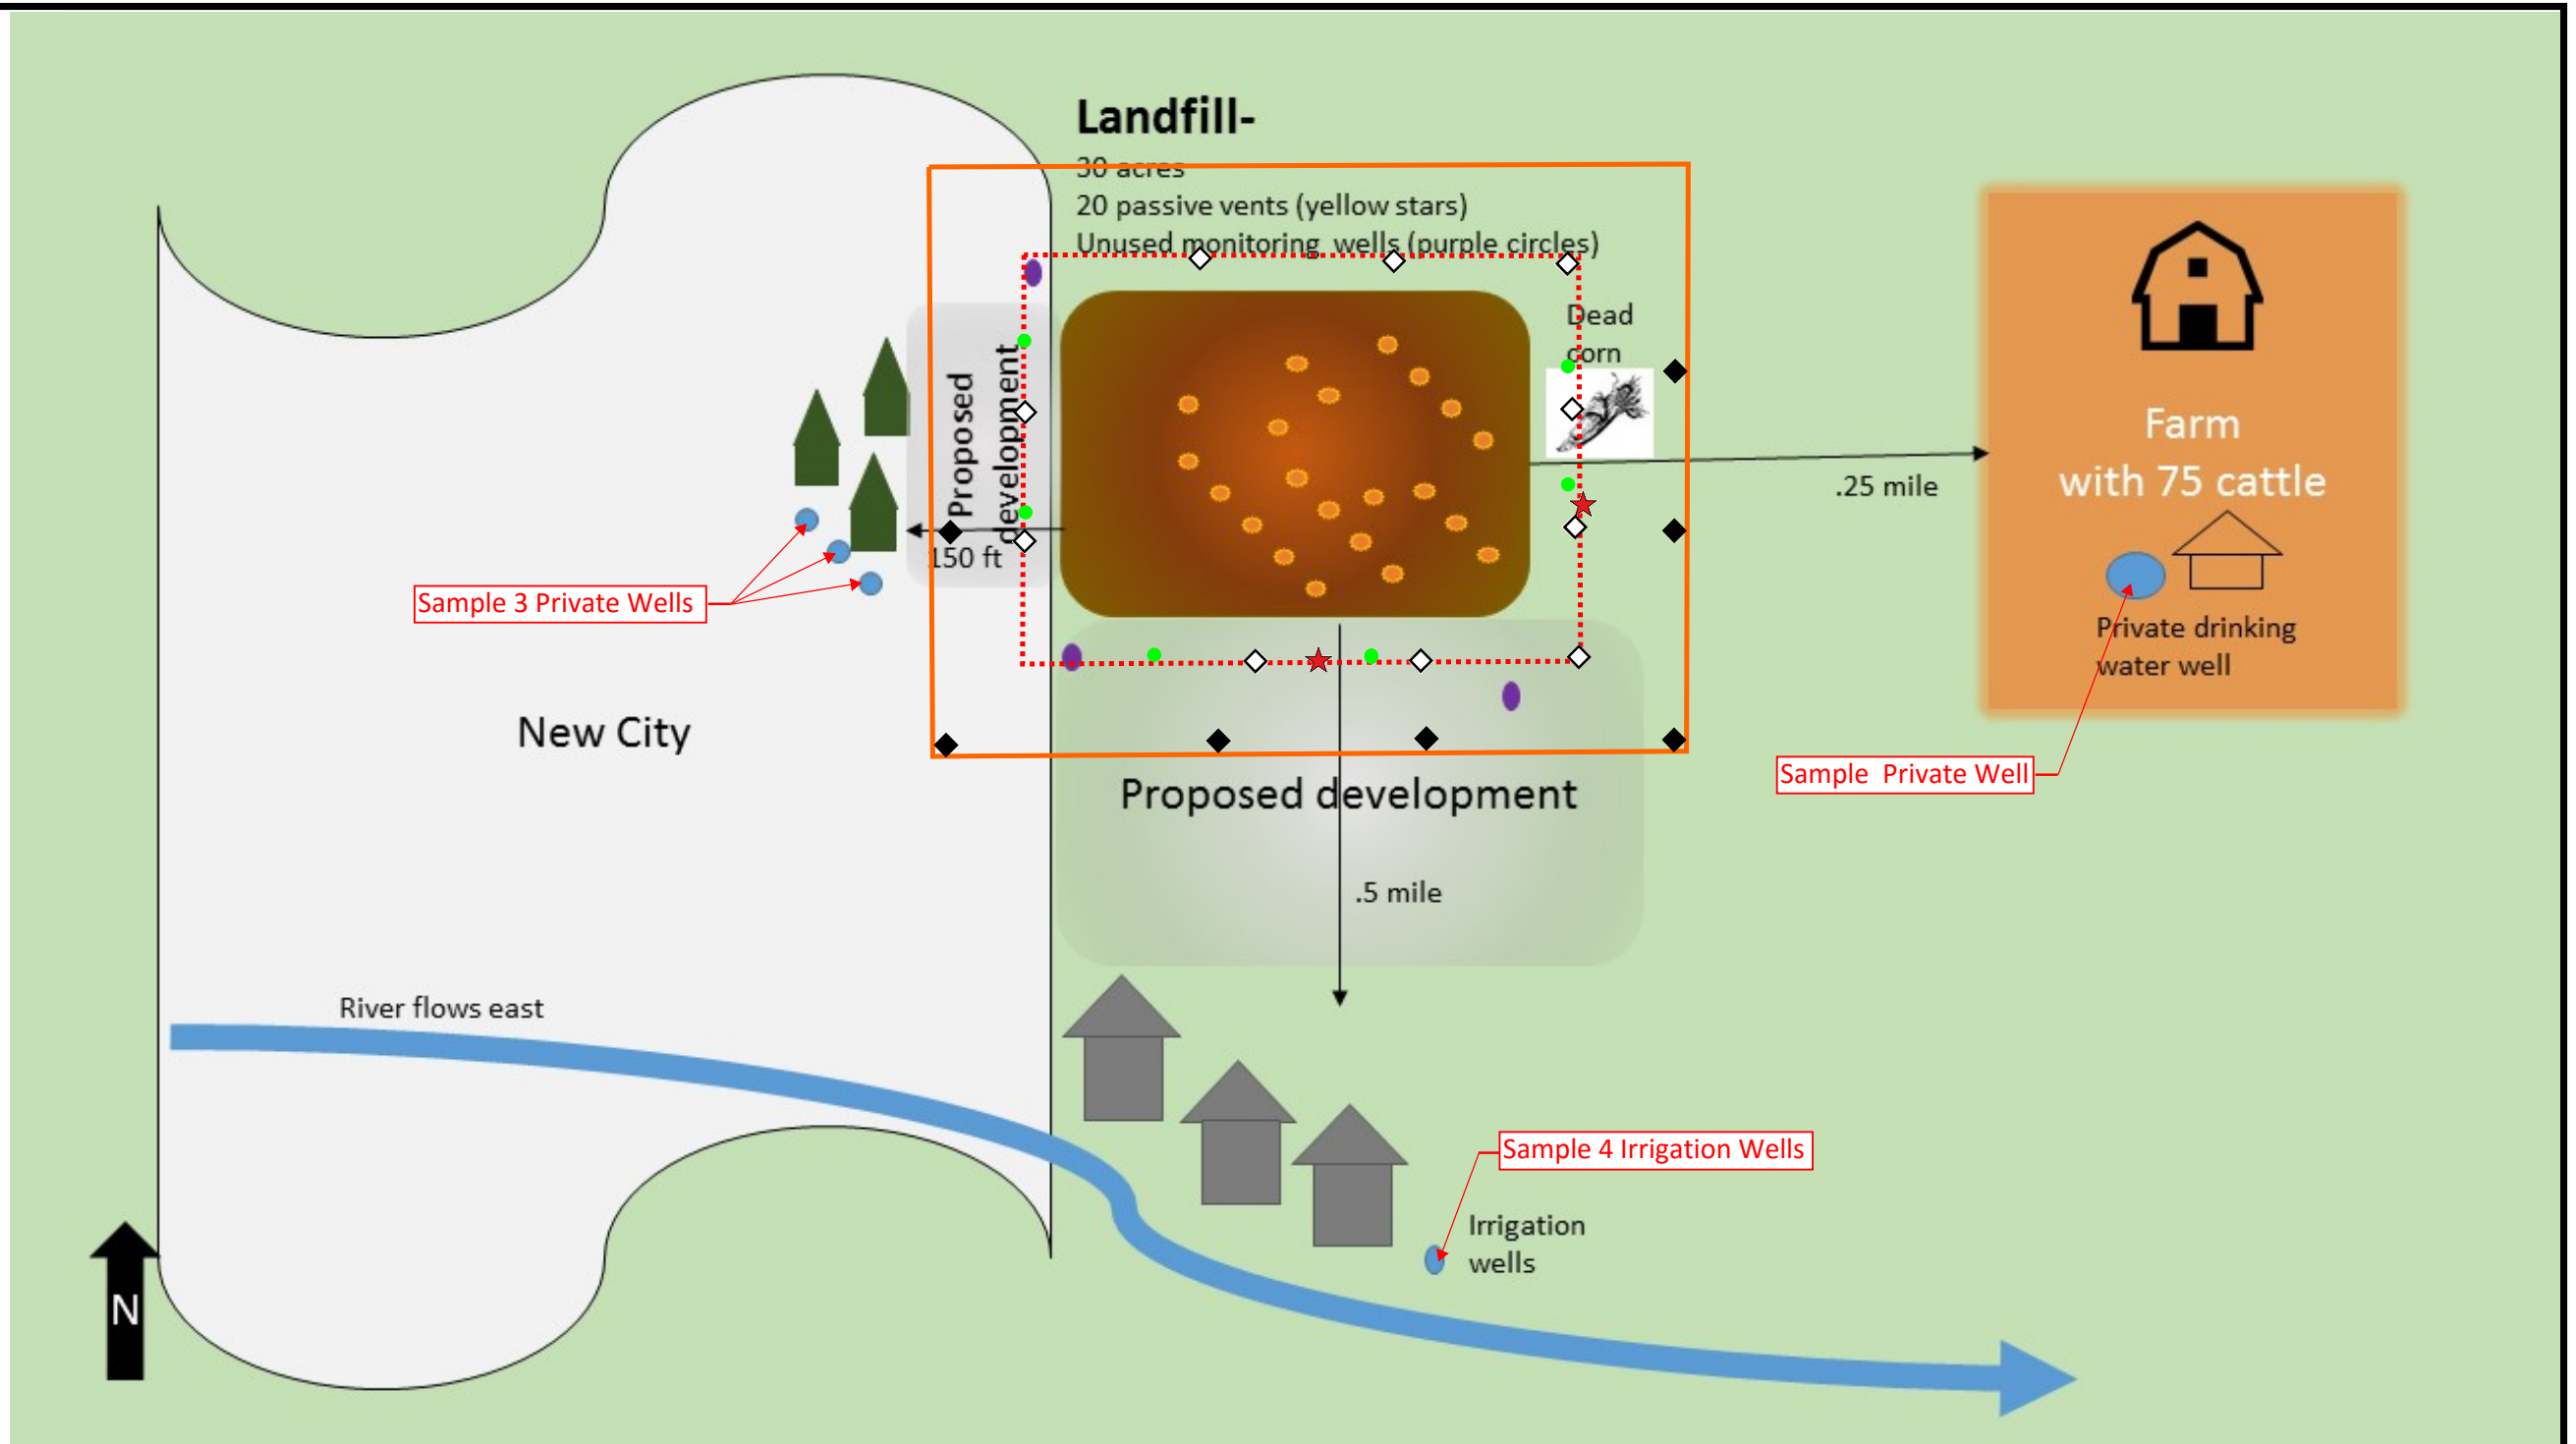 Landfill-
30 acres
20 passive vents (yellow stars)
Unused monitoring wells (purple circles)
Dead
corn
Proposed
development
150 ft
.25 mile
Farm
with 75 cattle
Private drinking
water well
Sample 3 Private Wells
Sample  Private Well
New City
Proposed development
.5 mile
River flows east
Sample 4 Irrigation Wells
Irrigation
wells
N